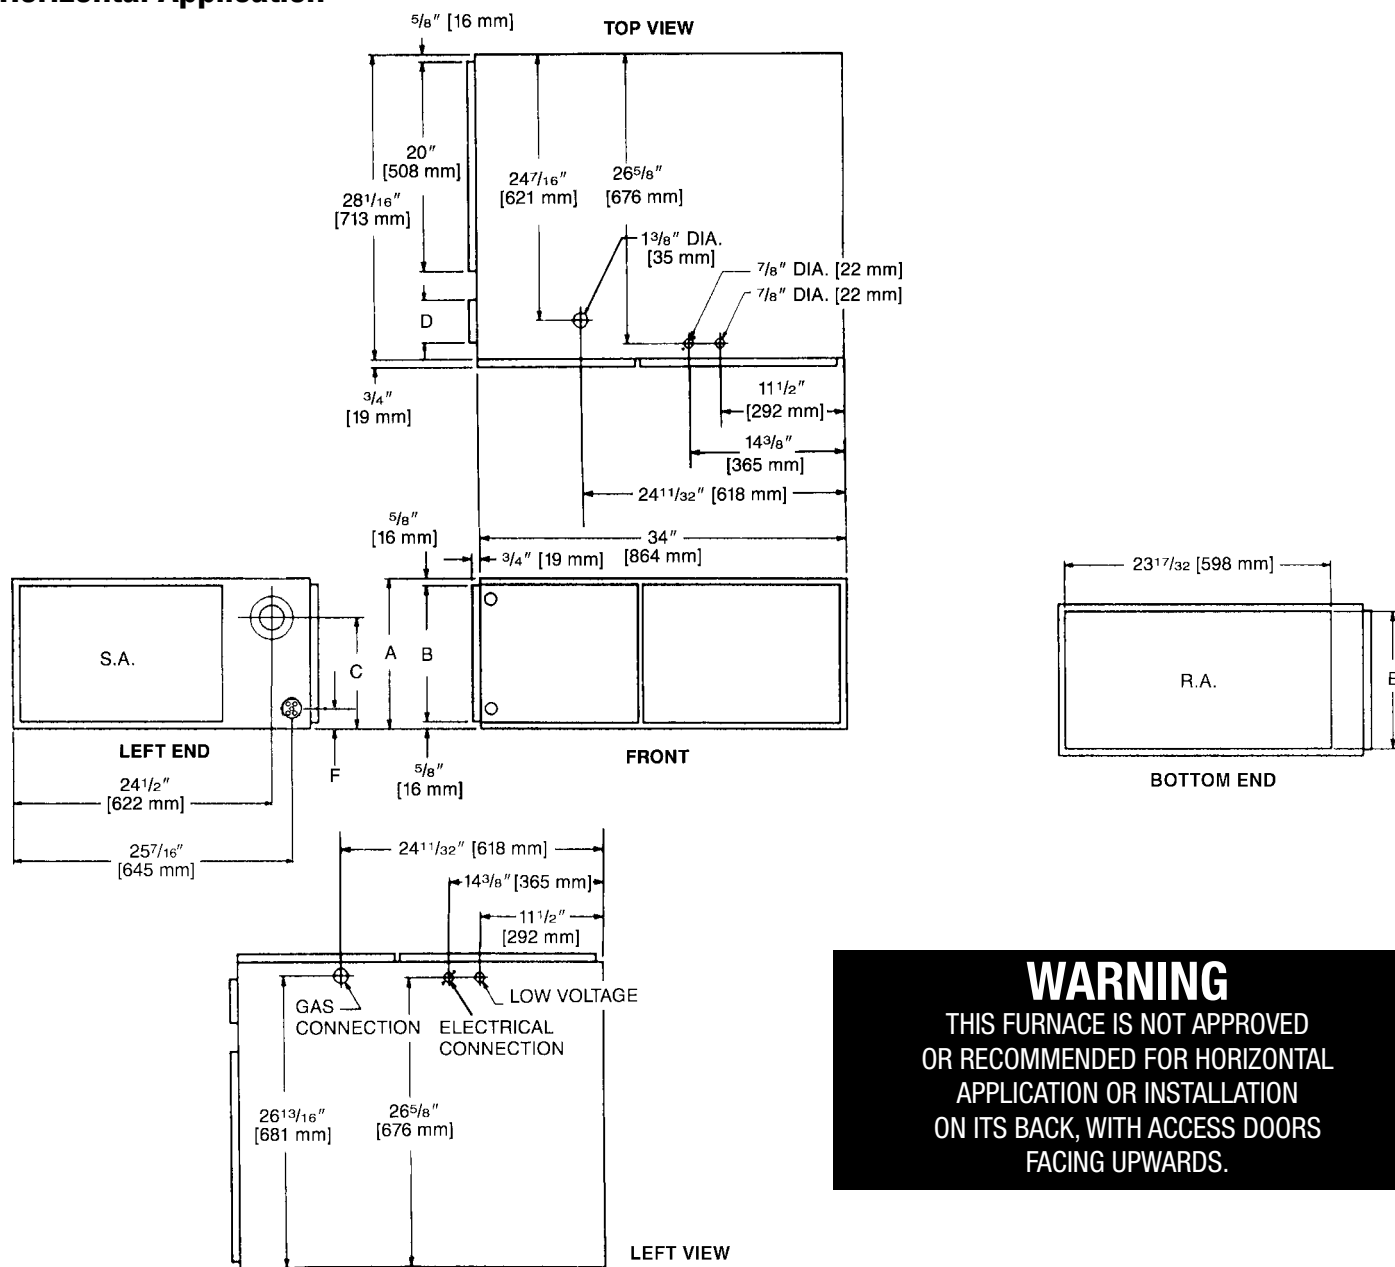 Horizontal Application
5/8" [16 mm]
TOP VIEW
20"
[508 mm]
28 1/16"
[713 mm]
24 7/16"
[621 mm]
26 5/8"
[676 mm]
1 3/8" DIA.
[35 mm]
7/8" DIA. [22 mm]
7/8" DIA. [22 mm]
D
3/4"
[19 mm]
11 1/2"
[292 mm]
14 3/8"
[365 mm]
24 11/32" [618 mm]
5/8"
[16 mm]
34"
[864 mm]
3/4" [19 mm]
23 17/32 [598 mm]
S.A.
C
A
B
R.A.
E
LEFT END
F
FRONT
5/8"
[16 mm]
BOTTOM END
24 1/2"
[622 mm]
25 7/16"
[645 mm]
24 11/32" [618 mm]
14 3/8" [365 mm]
11 1/2"
[292 mm]
GAS
CONNECTION
ELECTRICAL
CONNECTION
LOW VOLTAGE
26 13/16"
[681 mm]
26 5/8"
[676 mm]
LEFT VIEW
WARNING
THIS FURNACE IS NOT APPROVED
OR RECOMMENDED FOR HORIZONTAL
APPLICATION OR INSTALLATION
ON ITS BACK, WITH ACCESS DOORS
FACING UPWARDS.